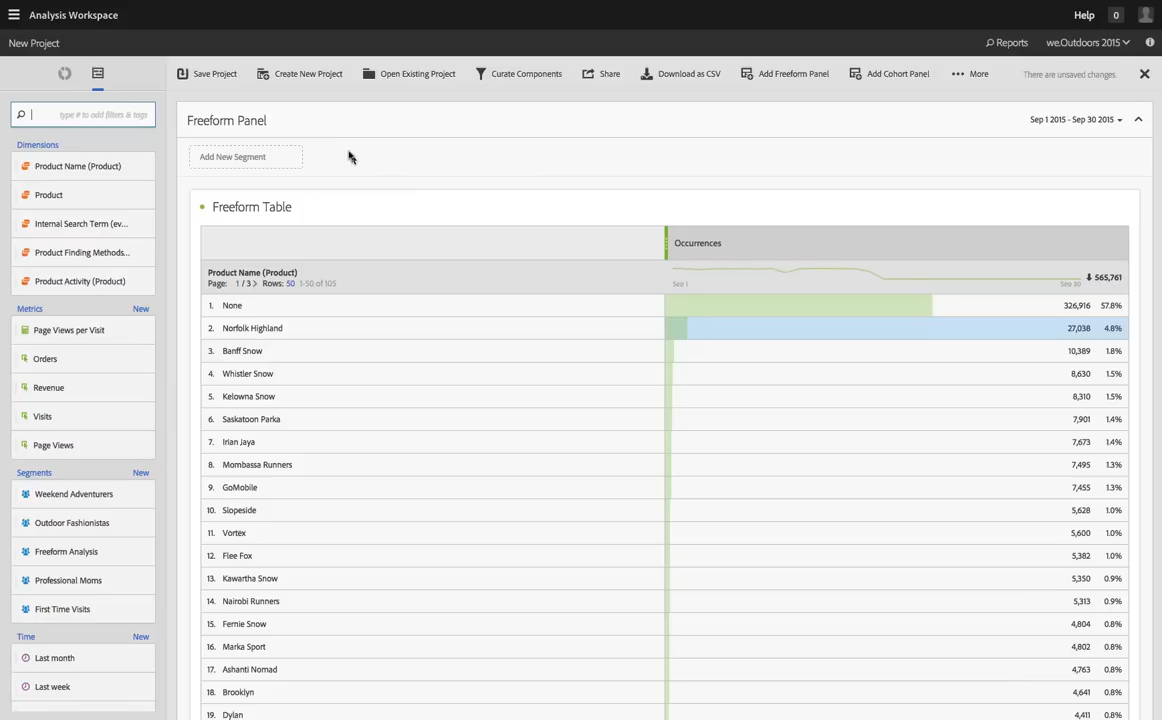 Analysis Workspace
Help 0
New Project
Reports we.Outdoors 2015
Save Project Create New Project Open Existing Project Curate Components Share Download as CSV Add Freeform Panel Add Cohort Panel More There are unsaved changes.
type # to add filters & tags
Freeform Panel
Sep 1 2015 - Sep 30 2015
Add New Segment
Dimensions
Product Name (Product)
Product
Internal Search Term (ev...
Product Finding Methods...
Product Activity (Product)
Metrics New
Page Views per Visit
Orders
Revenue
Visits
Page Views
Segments New
Weekend Adventurers
Outdoor Fashionistas
Freeform Analysis
Professional Moms
First Time Visits
Time New
Last month
Last week
Freeform Table
Occurrences
Product Name (Product)
Page: 1 / 3 > Rows: 50 1-50 of 105
Sep 1 Sep 30 565,761
1. None 326,916 57.8%
2. Norfolk Highland 27,038 4.8%
3. Banff Snow 10,389 1.8%
4. Whistler Snow 8,630 1.5%
5. Kelowna Snow 8,310 1.5%
6. Saskatoon Parka 7,901 1.4%
7. Irian Jaya 7,673 1.4%
8. Mombassa Runners 7,495 1.3%
9. GoMobile 7,455 1.3%
10. Slopeside 5,628 1.0%
11. Vortex 5,600 1.0%
12. Flee Fox 5,382 1.0%
13. Kawartha Snow 5,350 0.9%
14. Nairobi Runners 5,313 0.9%
15. Fernie Snow 4,804 0.8%
16. Marka Sport 4,802 0.8%
17. Ashanti Nomad 4,763 0.8%
18. Brooklyn 4,641 0.8%
19. Dylan 4,411 0.8%